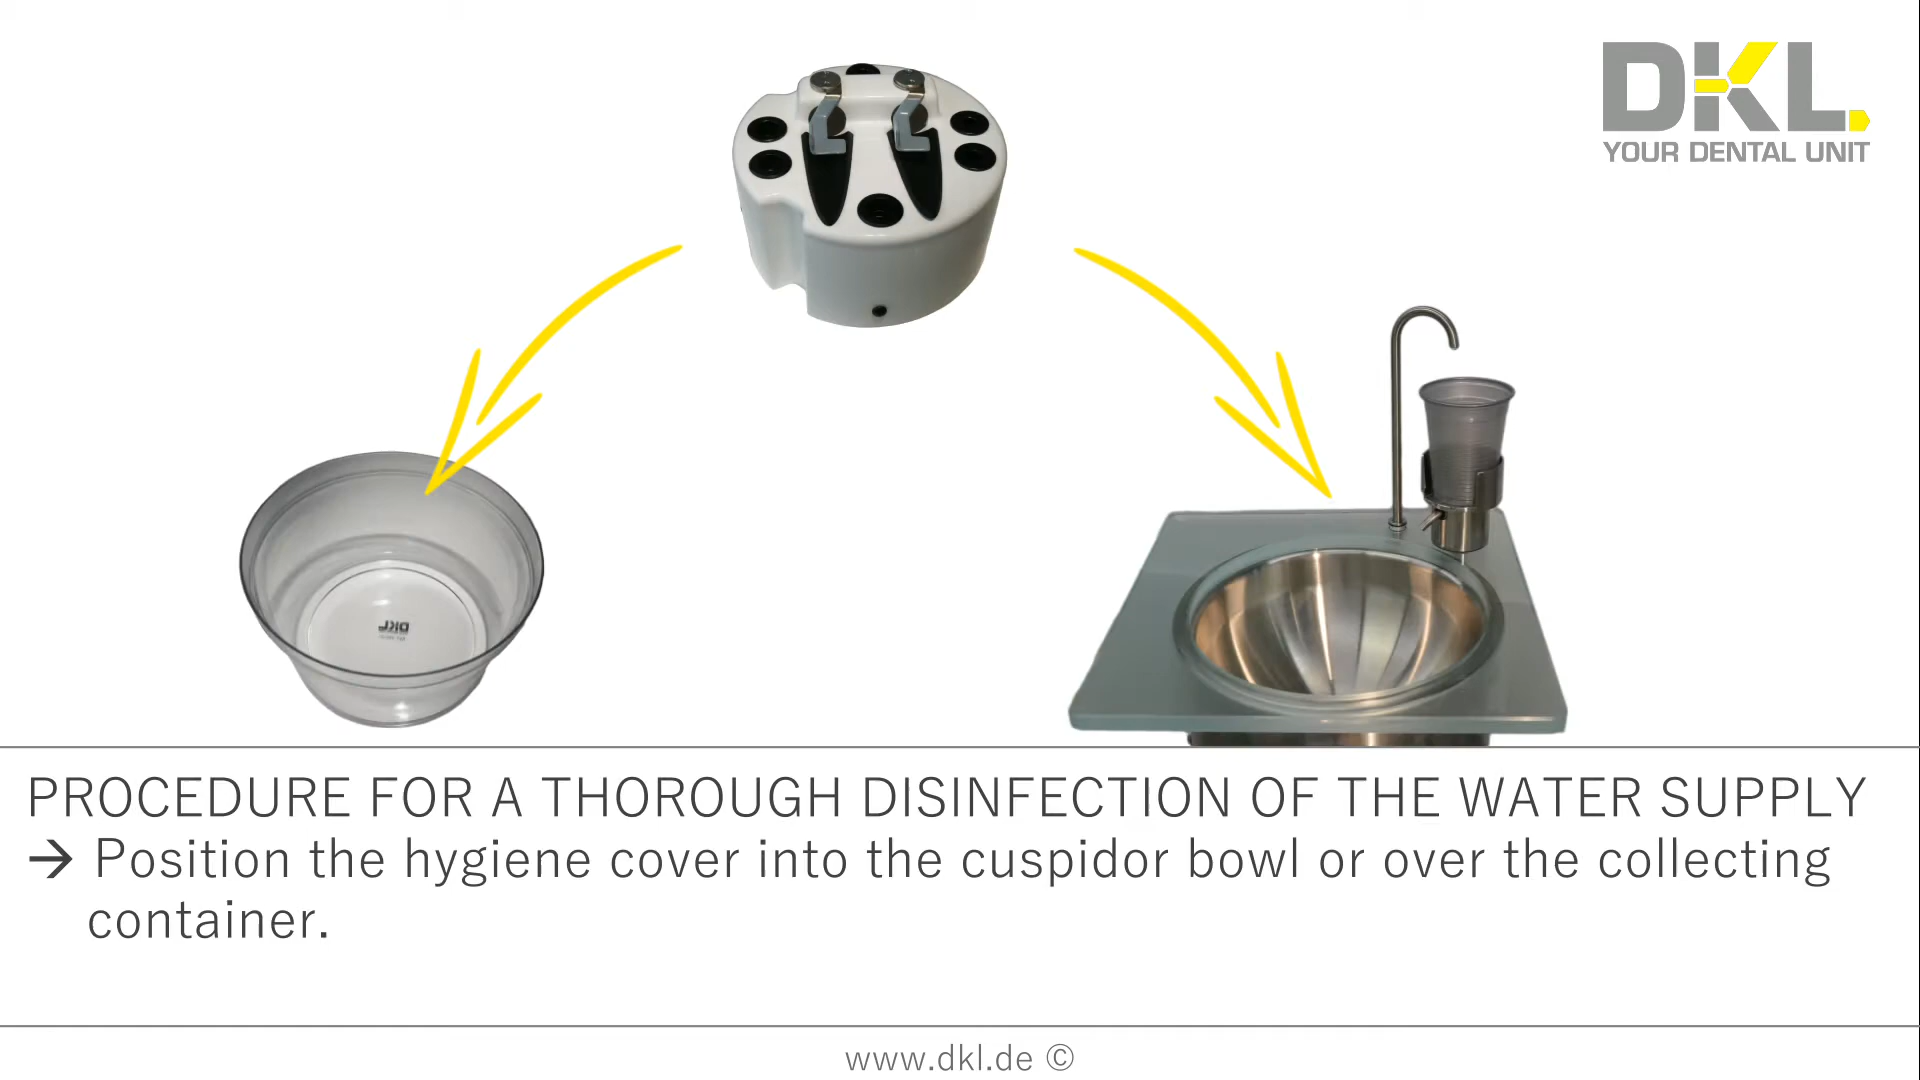 DKL.
YOUR DENTAL UNIT
DKL
PROCEDURE FOR A THOROUGH DISINFECTION OF THE WATER SUPPLY
→ Position the hygiene cover into the cuspidor bowl or over the collecting
container.
www.dkl.de ©